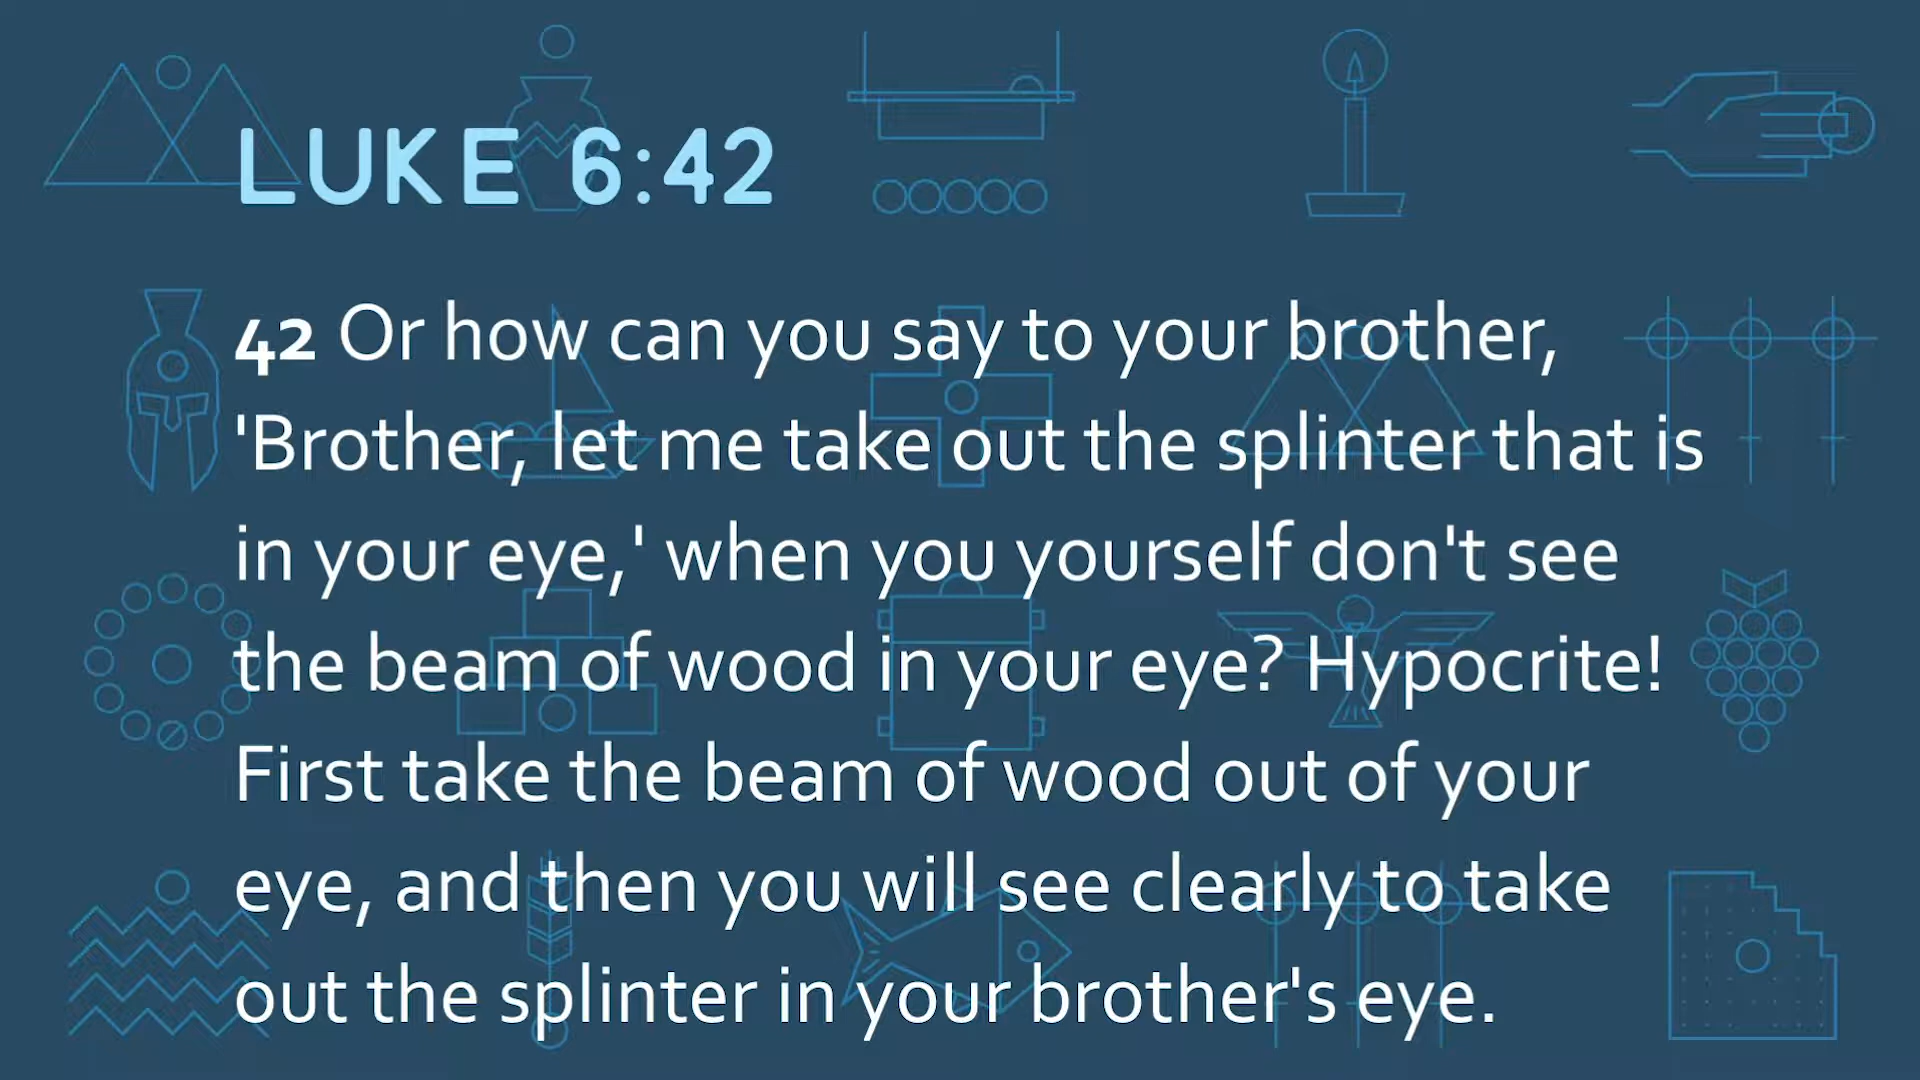 LUKE 6:42
42 Or how can you say to your brother,
'Brother, let me take out the splinter that is
in your eye,' when you yourself don't see
the beam of wood in your eye? Hypocrite!
First take the beam of wood out of your
eye, and then you will see clearly to take
out the splinter in your brother's eye.